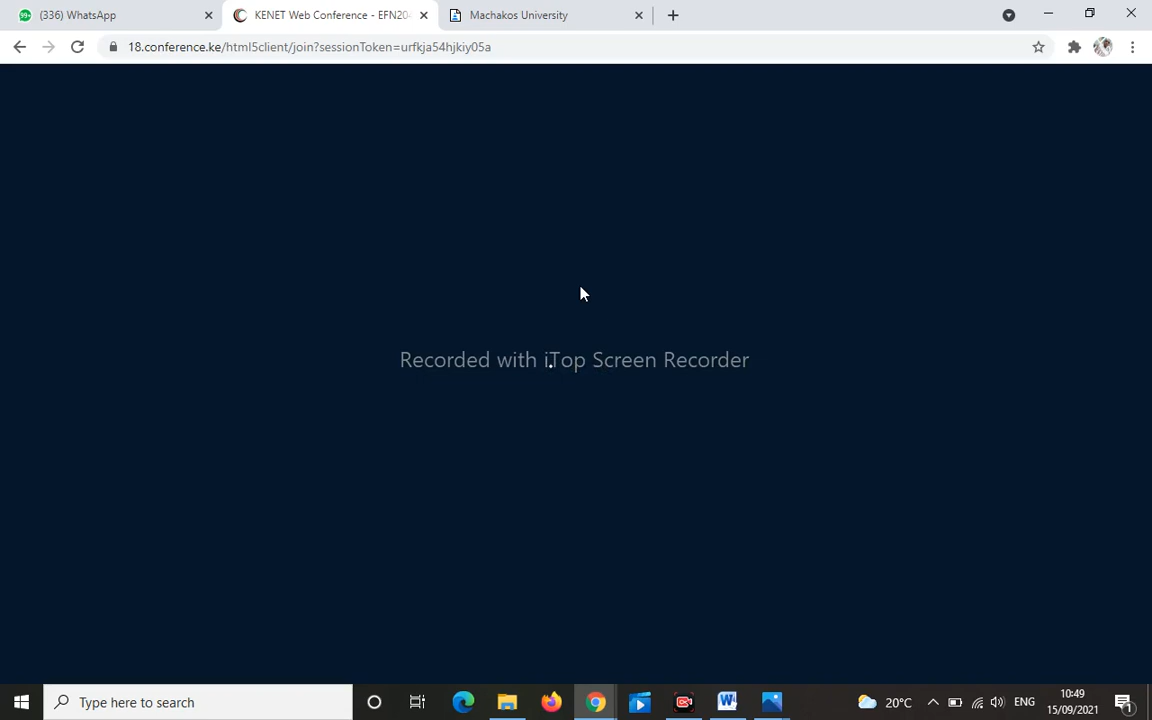 (336) WhatsApp
KENET Web Conference - EFN20
Machakos University
18.conference.ke/html5client/join?sessionToken=urfkja54hjkiy05a
Recorded with iTop Screen Recorder
Type here to search
20°C
ENG
10:49
15/09/2021